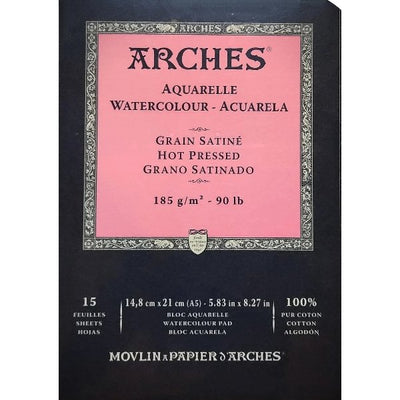 ARCHES®
AQUARELLE
WATERCOLOUR - ACUARELA
GRAIN SATINÉ
HOT PRESSED
GRANO SATINADO
185 g/m² - 90 lb
15
FEUILLES
SHEETS
HOJAS
14,8 cm x 21 cm (A5) - 5.83 in x 8.27 in
BLOC AQUARELLE
WATERCOLOUR PAD
BLOC ACUARELA
100%
PUR COTON
COTTON
ALGODÓN
MOVLIN A PAPIER D'ARCHES®